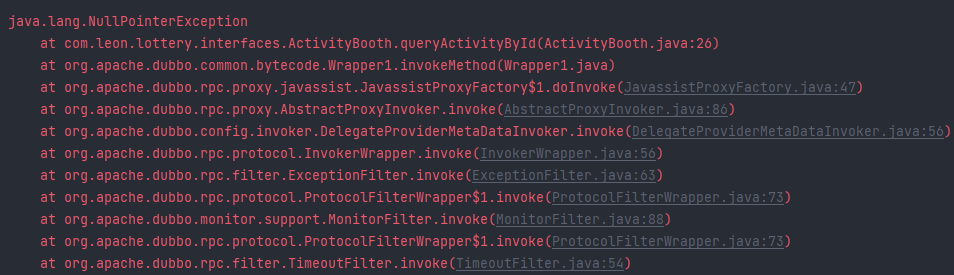 java.lang.NullPointerException
at com.leon.lottery.interfaces.ActivityBooth.queryActivityById(ActivityBooth.java:26)
at org.apache.dubbo.common.bytecode.Wrapper1.invokeMethod(Wrapper1.java)
at org.apache.dubbo.rpc.proxy.javassist.JavassistProxyFactory$1.doInvoke(JavassistProxyFactory.java:47)
at org.apache.dubbo.rpc.proxy.AbstractProxyInvoker.invoke(AbstractProxyInvoker.java:86)
at org.apache.dubbo.config.invoker.DelegateProviderMetaDataInvoker.invoke(DelegateProviderMetaDataInvoker.java:56)
at org.apache.dubbo.rpc.protocol.InvokerWrapper.invoke(InvokerWrapper.java:56)
at org.apache.dubbo.rpc.filter.ExceptionFilter.invoke(ExceptionFilter.java:63)
at org.apache.dubbo.rpc.protocol.ProtocolFilterWrapper$1.invoke(ProtocolFilterWrapper.java:73)
at org.apache.dubbo.monitor.support.MonitorFilter.invoke(MonitorFilter.java:88)
at org.apache.dubbo.rpc.protocol.ProtocolFilterWrapper$1.invoke(ProtocolFilterWrapper.java:73)
at org.apache.dubbo.rpc.filter.TimeoutFilter.invoke(TimeoutFilter.java:54)